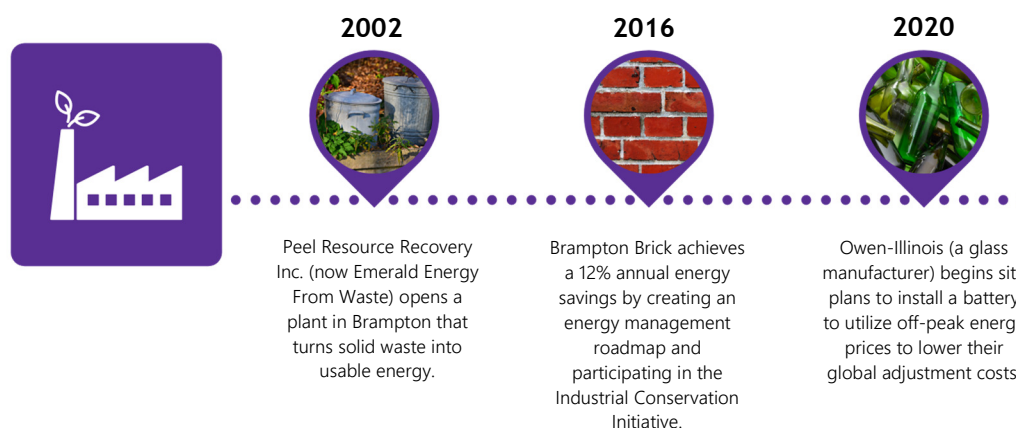 2002
Peel Resource Recovery
Inc. (now Emerald Energy
From Waste) opens a
plant in Brampton that
turns solid waste into
usable energy.
2016
Brampton Brick achieves
a 12% annual energy
savings by creating an
energy management
roadmap and
participating in the
Industrial Conservation
Initiative.
2020
Owen-Illinois (a glass
manufacturer) begins sit
plans to install a battery
to utilize off-peak energ
prices to lower their
global adjustment costs